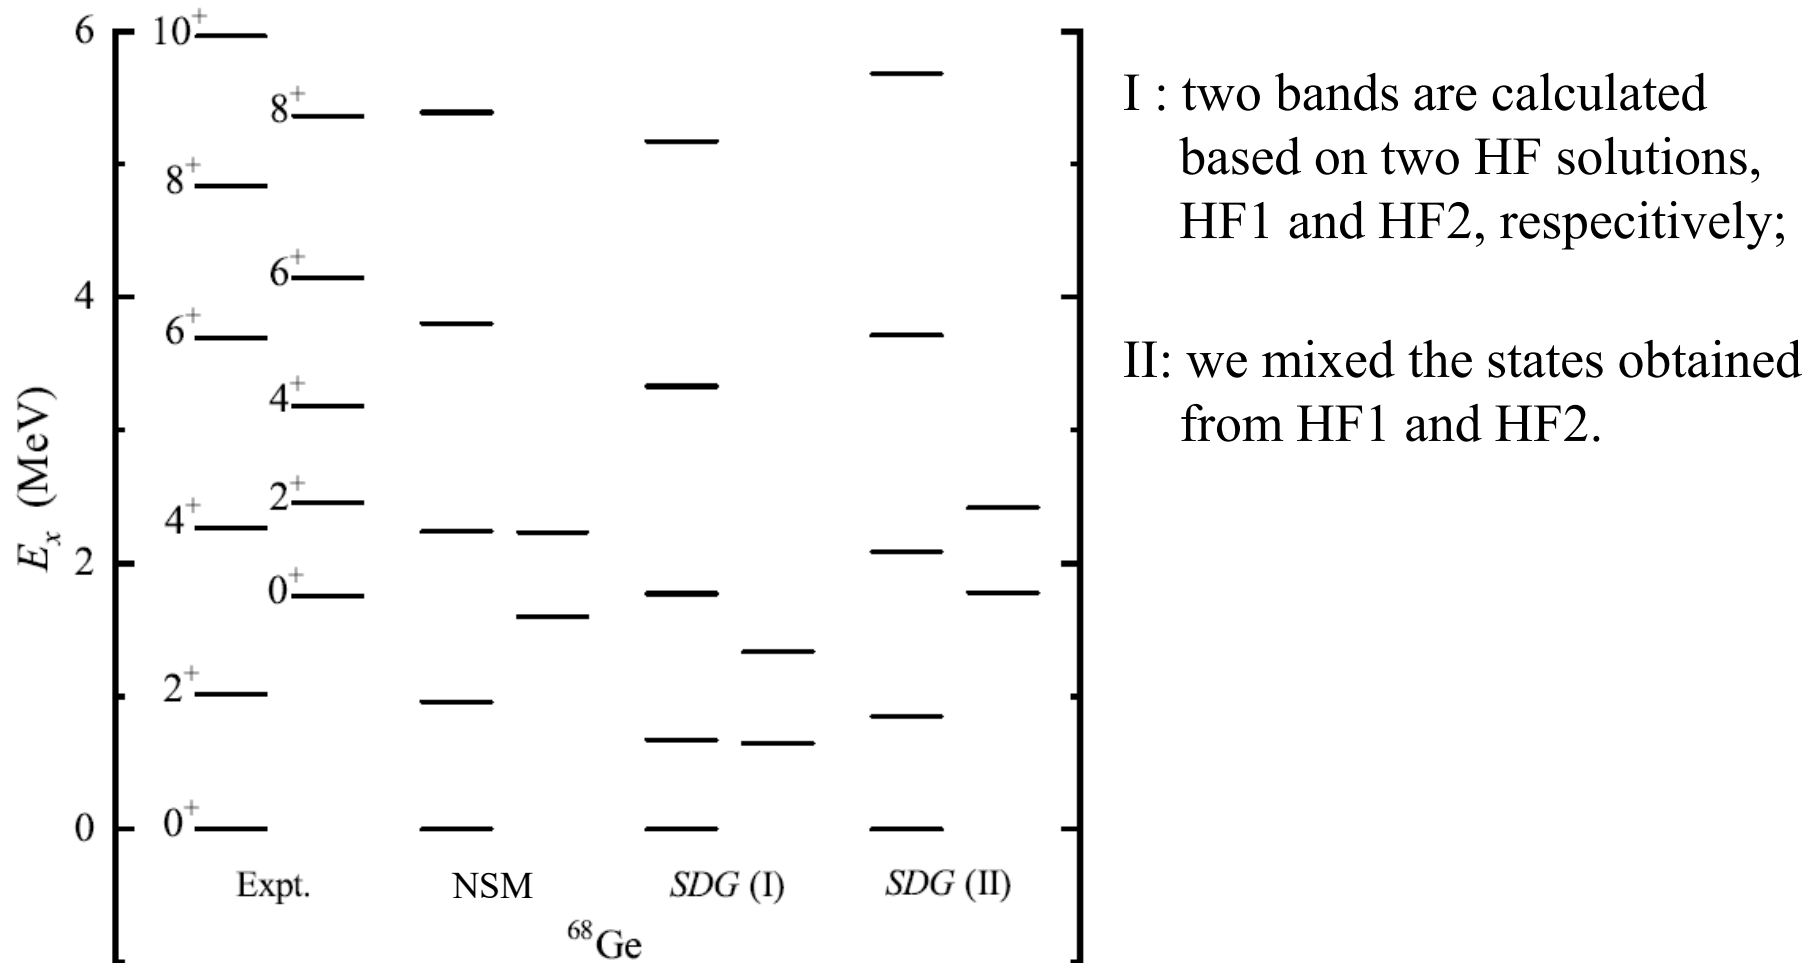 6
10⁺
8⁺
8⁺
6⁺
4
6⁺
4⁺
2⁺
4⁺
2
0⁺
2⁺
0⁺
0
Eₓ (MeV)
Expt. NSM SDG (I) SDG (II)
⁶⁸Ge
I : two bands are calculated
based on two HF solutions,
HF1 and HF2, respecitively;
II: we mixed the states obtained
from HF1 and HF2.